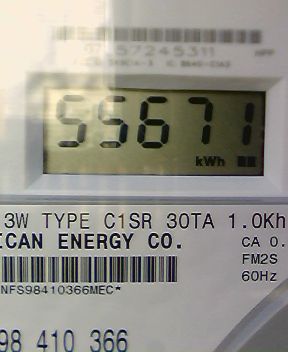 57245311
55671
kWh
3W TYPE C1SR 30TA 1.0Kh
ICAN ENERGY CO.
CA 0.
FM2S
60Hz
NFS98410366MEC*
98 410 366